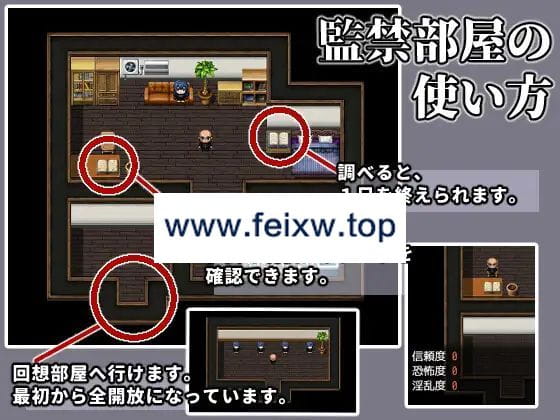 監禁部屋の
使い方
調べると、
１日を終えられます。
www.feixw.top
を
確認できます。
回想部屋へ行けます。
最初から全開放になっています。
信頼度 0
恐怖度 0
淫乱度 0